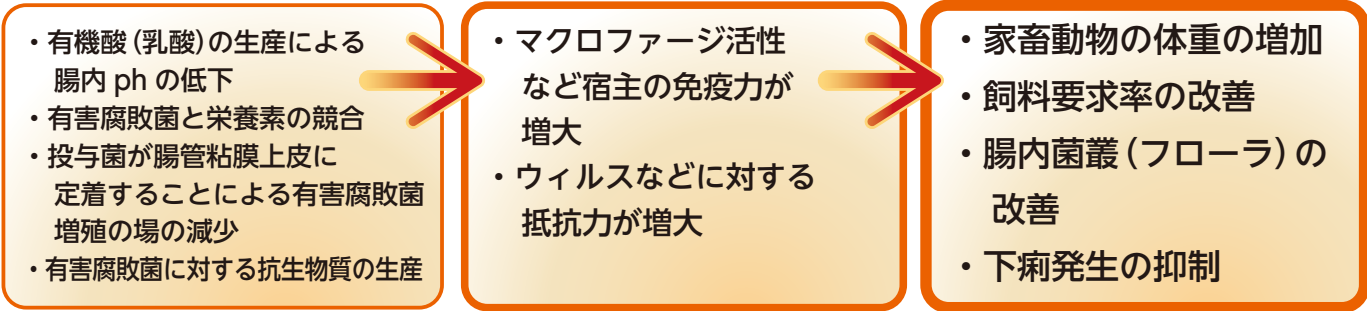 ・有機酸(乳酸)の生産による
腸内 ph の低下
・有害腐敗菌と栄養素の競合
・投与菌が腸管粘膜上皮に
定着することによる有害腐敗菌
増殖の場の減少
・有害腐敗菌に対する抗生物質の生産
・マクロファージ活性
など宿主の免疫力が
増大
・ウィルスなどに対する
抵抗力が増大
・家畜動物の体重の増加
・飼料要求率の改善
・腸内菌叢(フローラ)の
改善
・下痢発生の抑制